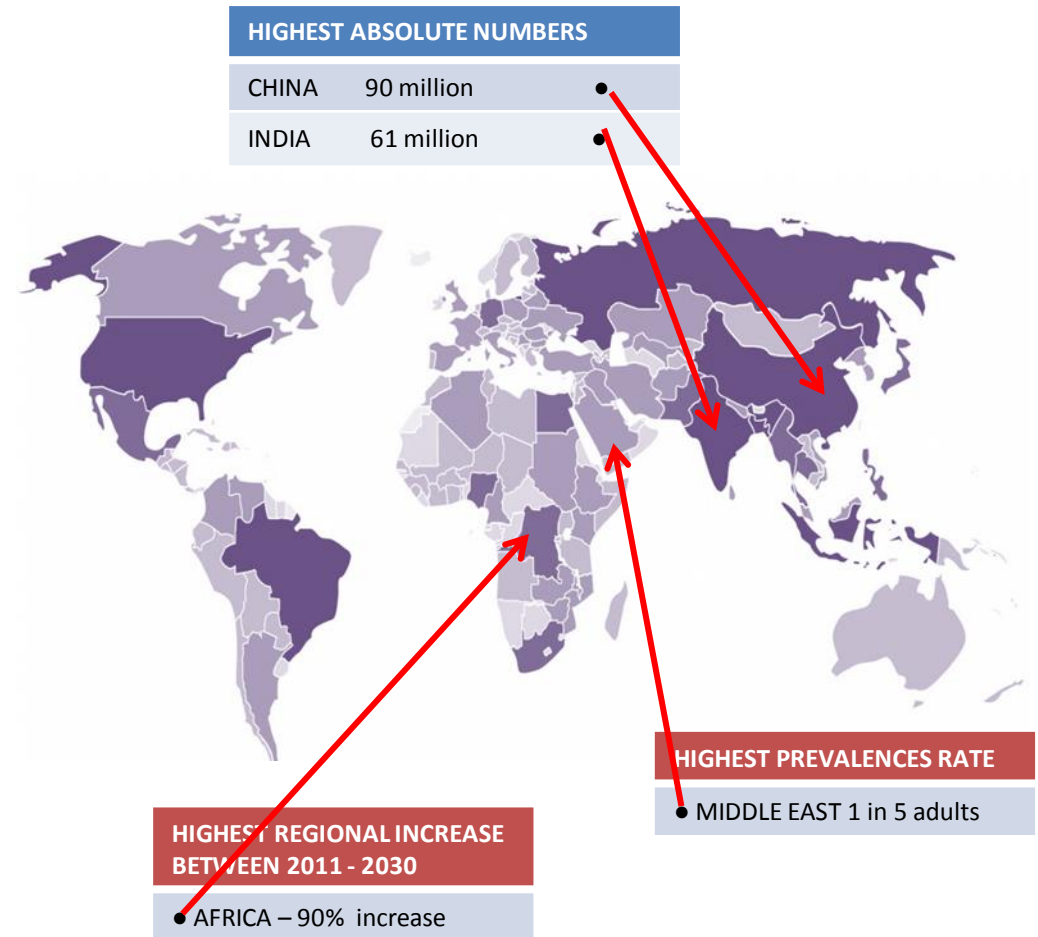 HIGHEST ABSOLUTE NUMBERS
CHINA 90 million
INDIA 61 million
HIGHEST PREVALENCES RATE
• MIDDLE EAST 1 in 5 adults
HIGHEST REGIONAL INCREASE
BETWEEN 2011 - 2030
• AFRICA – 90% increase